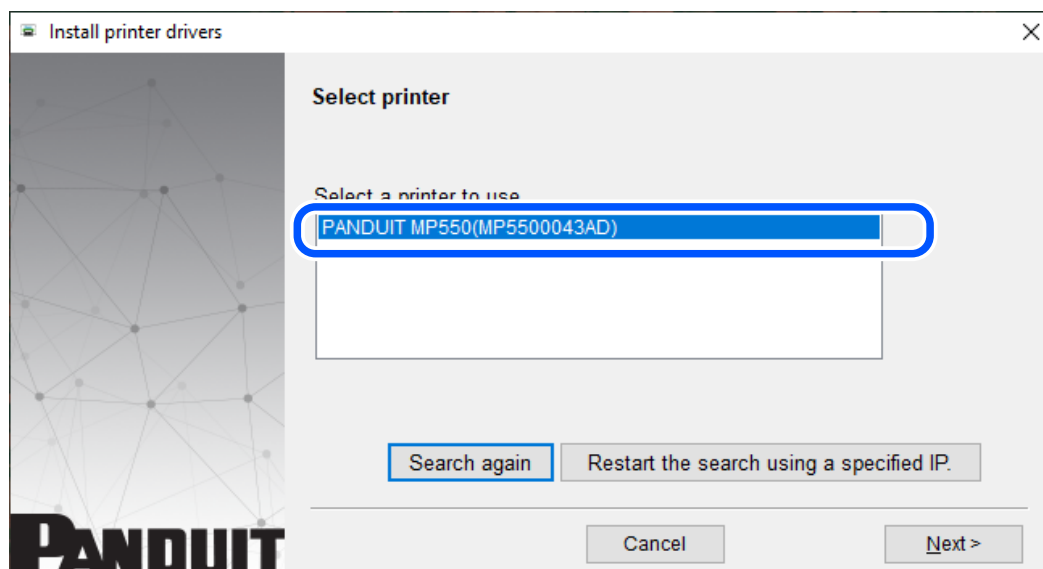 Install printer drivers
Select printer
Select a printer to use
PANDUIT MP550(MP5500043AD)
Search again
Restart the search using a specified IP.
PANDUIT
Cancel
Next >